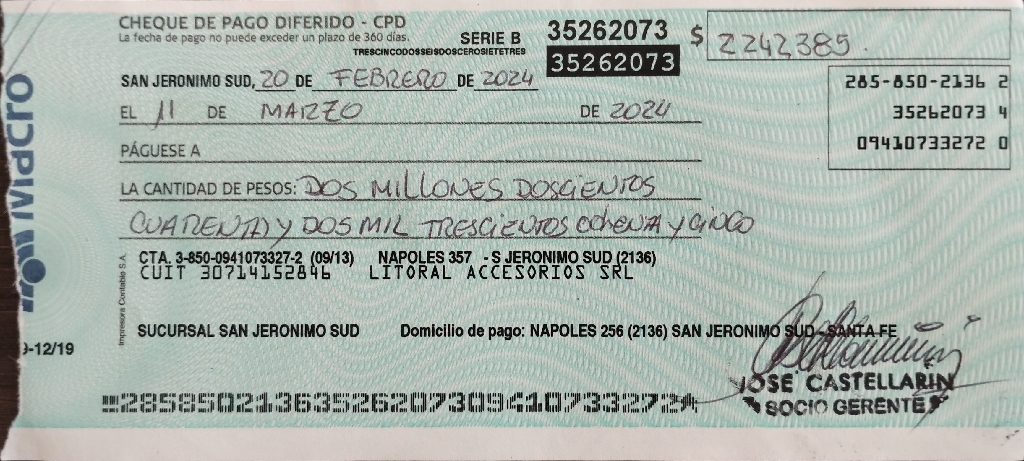 CHEQUE DE PAGO DIFERIDO - CPD
La fecha de pago no puede exceder un plazo de 360 días.
SERIE B 35262073 $ 2242385.
TRESCINCODOSSEISDOSCEROSIETETRES
35262073
285-850-2136 2
35262073 4
09410733272 0
SAN JERONIMO SUD, 20 DE FEBRERO DE 2024
EL 11 DE MARZO DE 2024
PÁGUESE A
LA CANTIDAD DE PESOS: DOS MILLONES DOSCIENTOS
CUARENTA Y DOS MIL TRESCIENTOS OCHENTA Y CINCO
CTA. 3-850-0941073327-2 (09/13) NAPOLES 357 - S JERONIMO SUD (2136)
CUIT 30714152846 LITORAL ACCESORIOS SRL
SUCURSAL SAN JERONIMO SUD Domicilio de pago: NAPOLES 256 (2136) SAN JERONIMO SUD - SANTA FE
JOSÉ CASTELLARIN
SOCIO GERENTE
28585021363526207309410733272
Macro
Impresora Contable S.A.
-12/19